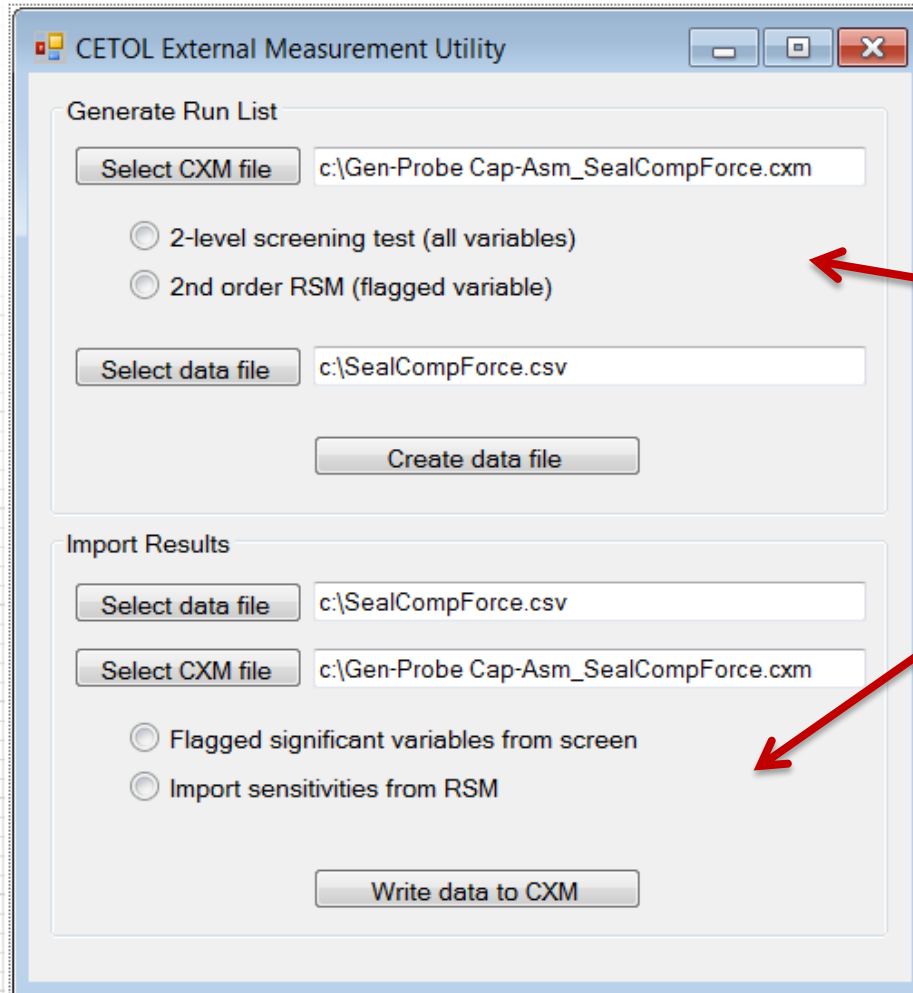 CETOL External Measurement Utility
Generate Run List
Select CXM file c:\Gen-Probe Cap-Asm_SealCompForce.cxm
2-level screening test (all variables)
2nd order RSM (flagged variable)
Select data file c:\SealCompForce.csv
Create data file
Import Results
Select data file c:\SealCompForce.csv
Select CXM file c:\Gen-Probe Cap-Asm_SealCompForce.cxm
Flagged significant variables from screen
Import sensitivities from RSM
Write data to CXM